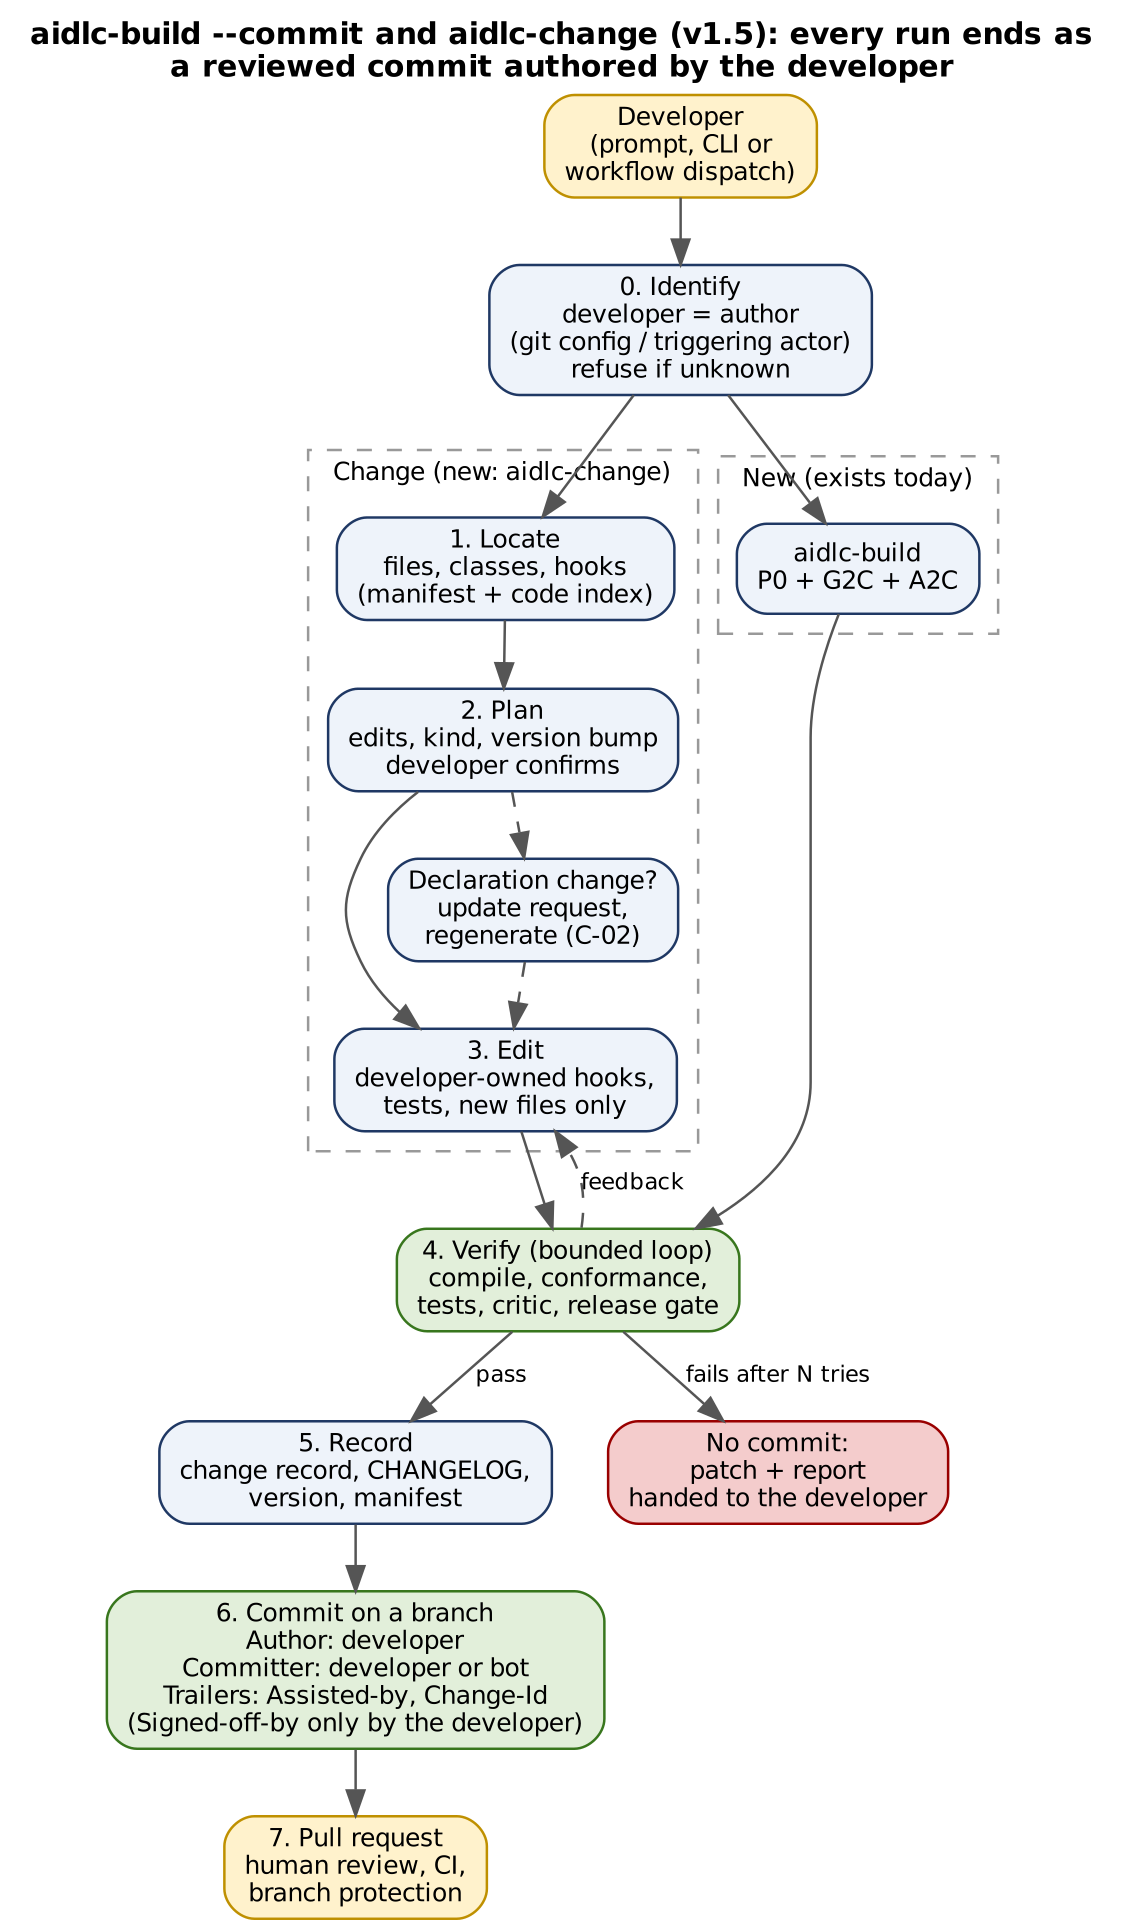 aidlc-build --commit and aidlc-change (v1.5): every run ends as
a reviewed commit authored by the developer
Developer
(prompt, CLI or
workflow dispatch)
0. Identify
developer = author
(git config / triggering actor)
refuse if unknown
Change (new: aidlc-change)
New (exists today)
1. Locate
files, classes, hooks
(manifest + code index)
aidlc-build
P0 + G2C + A2C
2. Plan
edits, kind, version bump
developer confirms
Declaration change?
update request,
regenerate (C-02)
3. Edit
developer-owned hooks,
tests, new files only
feedback
4. Verify (bounded loop)
compile, conformance,
tests, critic, release gate
pass
fails after N tries
5. Record
change record, CHANGELOG,
version, manifest
No commit:
patch + report
handed to the developer
6. Commit on a branch
Author: developer
Committer: developer or bot
Trailers: Assisted-by, Change-Id
(Signed-off-by only by the developer)
7. Pull request
human review, CI,
branch protection